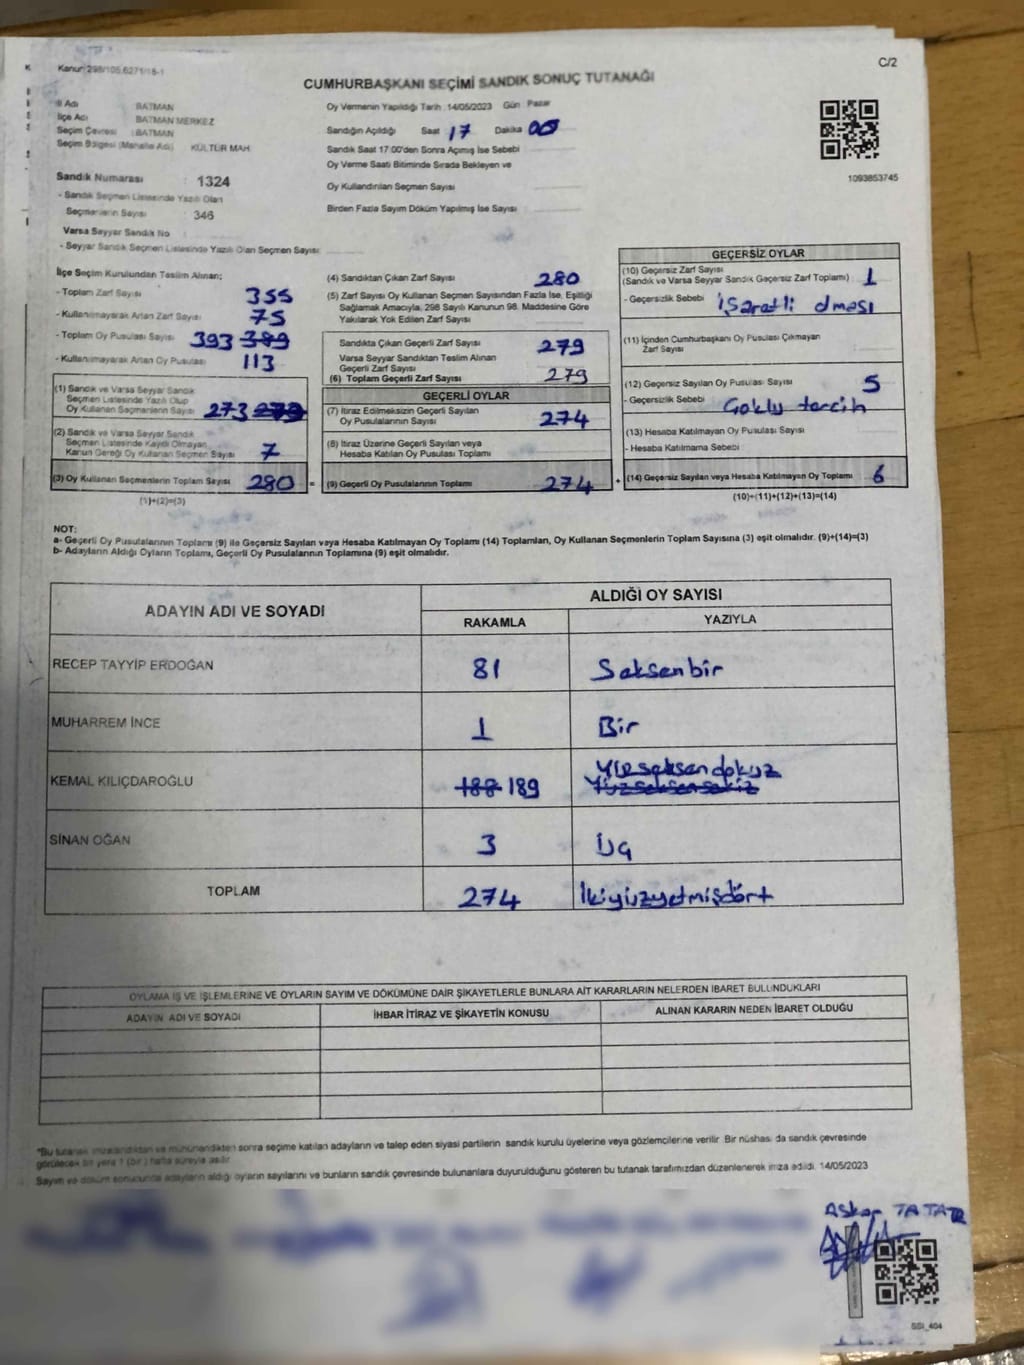 Kanun 298/105,6271/18-1
C/2
CUMHURBAŞKANI SEÇİMİ SANDIK SONUÇ TUTANAĞI
İl Adı BATMAN
İlçe Adı BATMAN MERKEZ
Seçim Çevresi : BATMAN
Seçim Bölgesi (Mahalle Adı) KÜLTÜR MAH.
Sandık Numarası : 1324
- Sandık Seçmen Listesinde Yazılı Olan
Seçmenlerin Sayısı 346
Varsa Seyyar Sandık No
- Seyyar Sandık Seçmen Listesinde Yazılı Olan Seçmen Sayısı:
Oy Vermenin Yapıldığı Tarih : 14/05/2023 Gün : Pazar
Sandığın Açıldığı Saat 17 Dakika 00
Sandık Saat 17:00'den Sonra Açılmış İse Sebebi
Oy Verme Saati Bitiminde Sırada Bekleyen ve
Oy Kullandırılan Seçmen Sayısı
Birden Fazla Sayım Döküm Yapılmış İse Sayısı
1093853745
İlçe Seçim Kurulundan Teslim Alınan;
- Toplam Zarf Sayısı 355
- Kullanılmayarak Artan Zarf Sayısı 75
- Toplam Oy Pusulası Sayısı 393 389
- Kullanılmayarak Artan Oy Pusulası 113
(1) Sandık ve Varsa Seyyar Sandık
Seçmen Listesinde Yazılı Olup
Oy Kullanan Seçmenlerin Sayısı 273 279
(2) Sandık ve Varsa Seyyar Sandık
Seçmen Listesinde Kayıtlı Olmayan
Kanun Gereği Oy Kullanan Seçmen Sayısı 7
(3) Oy Kullanan Seçmenlerin Toplam Sayısı 280
(1)+(2)=(3)
(4) Sandıktan Çıkan Zarf Sayısı 280
(5) Zarf Sayısı Oy Kullanan Seçmen Sayısından Fazla İse, Eşitliği
Sağlamak Amacıyla, 298 Sayılı Kanunun 98. Maddesine Göre
Yakılarak Yok Edilen Zarf Sayısı
Sandıkta Çıkan Geçerli Zarf Sayısı 279
Varsa Seyyar Sandıktan Teslim Alınan
Geçerli Zarf Sayısı
(6) Toplam Geçerli Zarf Sayısı 279
GEÇERLİ OYLAR
(7) İtiraz Edilmeksizin Geçerli Sayılan
Oy Pusulalarının Sayısı 274
(8) İtiraz Üzerine Geçerli Sayılan veya
Hesaba Katılan Oy Pusulası Toplamı
= (9) Geçerli Oy Pusulalarının Toplamı 274
GEÇERSİZ OYLAR
(10) Geçersiz Zarf Sayısı
(Sandık ve Varsa Seyyar Sandık Geçersiz Zarf Toplamı) 1
- Geçersizlik Sebebi işaretli olması
(11) İçinden Cumhurbaşkanı Oy Pusulası Çıkmayan
Zarf Sayısı
(12) Geçersiz Sayılan Oy Pusulası Sayısı 5
- Geçersizlik Sebebi Çoklu tercih
(13) Hesaba Katılmayan Oy Pusulası Sayısı
- Hesaba Katılmama Sebebi
+ (14) Geçersiz Sayılan veya Hesaba Katılmayan Oy Toplamı 6
(10)+(11)+(12)+(13)=(14)
NOT:
a- Geçerli Oy Pusulalarının Toplamı (9) ile Geçersiz Sayılan veya Hesaba Katılmayan Oy Toplamı (14) Toplamları, Oy Kullanan Seçmenlerin Toplam Sayısına (3) eşit olmalıdır. (9)+(14)=(3)
b- Adayların Aldığı Oyların Toplamı, Geçerli Oy Pusulalarının Toplamına (9) eşit olmalıdır.
ADAYIN ADI VE SOYADI
ALDIĞI OY SAYISI
RAKAMLA YAZIYLA
RECEP TAYYİP ERDOĞAN 81 Seksenbir
MUHARREM İNCE 1 Bir
KEMAL KILIÇDAROĞLU 188 189 Yüzseksendokuz
Yüzseksensekiz
SİNAN OĞAN 3 Üç
TOPLAM 274 İkiyüzyetmişdört
OYLAMA İŞ VE İŞLEMLERİNE VE OYLARIN SAYIM VE DÖKÜMÜNE DAİR ŞİKAYETLERLE BUNLARA AİT KARARLARIN NELERDEN İBARET BULUNDUKLARI
ADAYIN ADI VE SOYADI İHBAR İTİRAZ VE ŞİKAYETİN KONUSU ALINAN KARARIN NEDEN İBARET OLDUĞU
*Bu tutanak imzalandıktan ve mühürlendikten sonra seçime katılan adayların ve talep eden siyasi partilerin sandık kurulu üyelerine veya gözlemcilerine verilir. Bir nüshası da sandık çevresinde
görülecek bir yere 1 (bir) hafta süreyle asılır.
Sayım ve döküm sonucunda adayların aldığı oyların sayılarını ve bunların sandık çevresinde bulunanlara duyurulduğunu gösteren bu tutanak tarafımızdan düzenlenerek imza edildi. 14/05/2023
TATAR
SSI_404